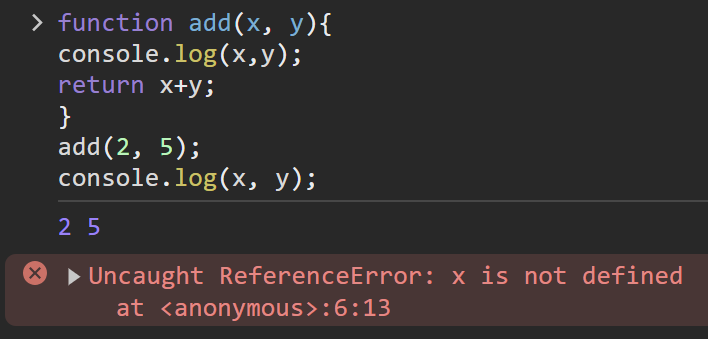 function add(x, y){
console.log(x,y);
return x+y;
}
add(2, 5);
console.log(x, y);
2 5
Uncaught ReferenceError: x is not defined
at <anonymous>:6:13